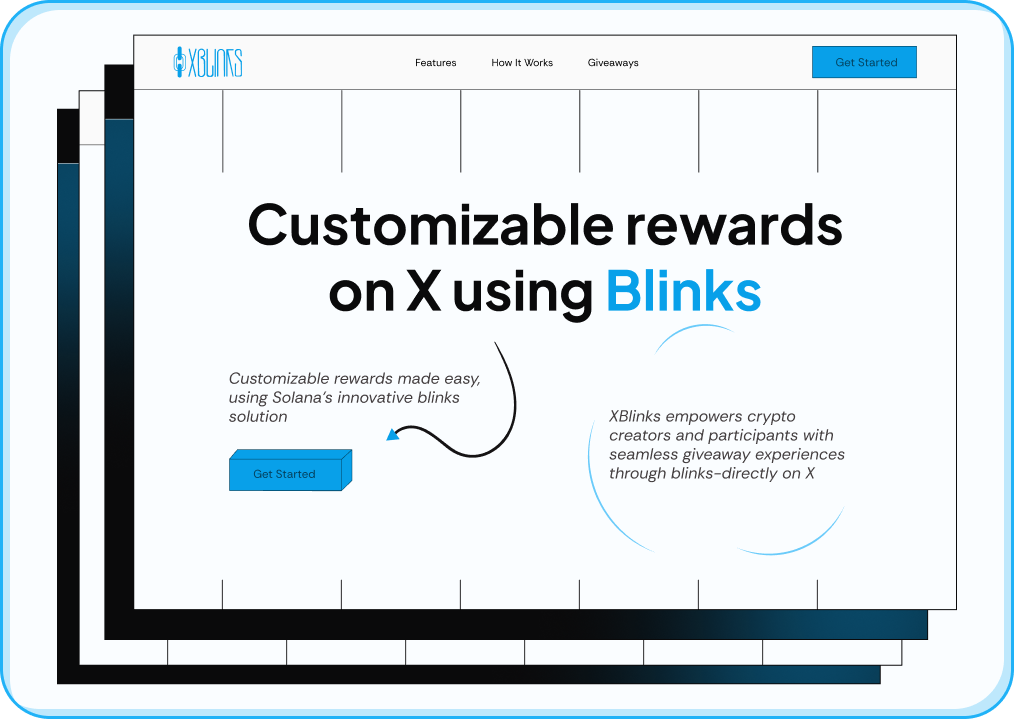 XBLINKS
Features How It Works Giveaways
Get Started
Customizable rewards
on X using Blinks
Customizable rewards made easy,
using Solana's innovative blinks
solution
Get Started
XBlinks empowers crypto
creators and participants with
seamless giveaway experiences
through blinks-directly on X